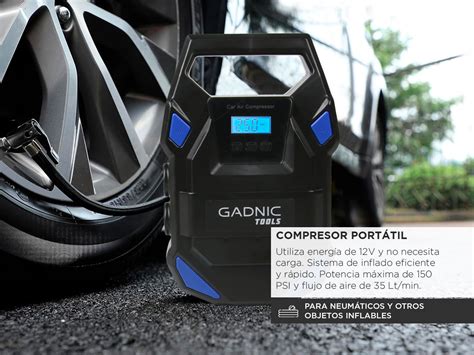 Car Air Compressor
GADNIC
TOOLS
COMPRESOR PORTÁTIL
Utiliza energía de 12V y no necesita
carga. Sistema de inflado eficiente
y rápido. Potencia máxima de 150
PSI y flujo de aire de 35 Lt/min.
PARA NEUMÁTICOS Y OTROS
OBJETOS INFLABLES